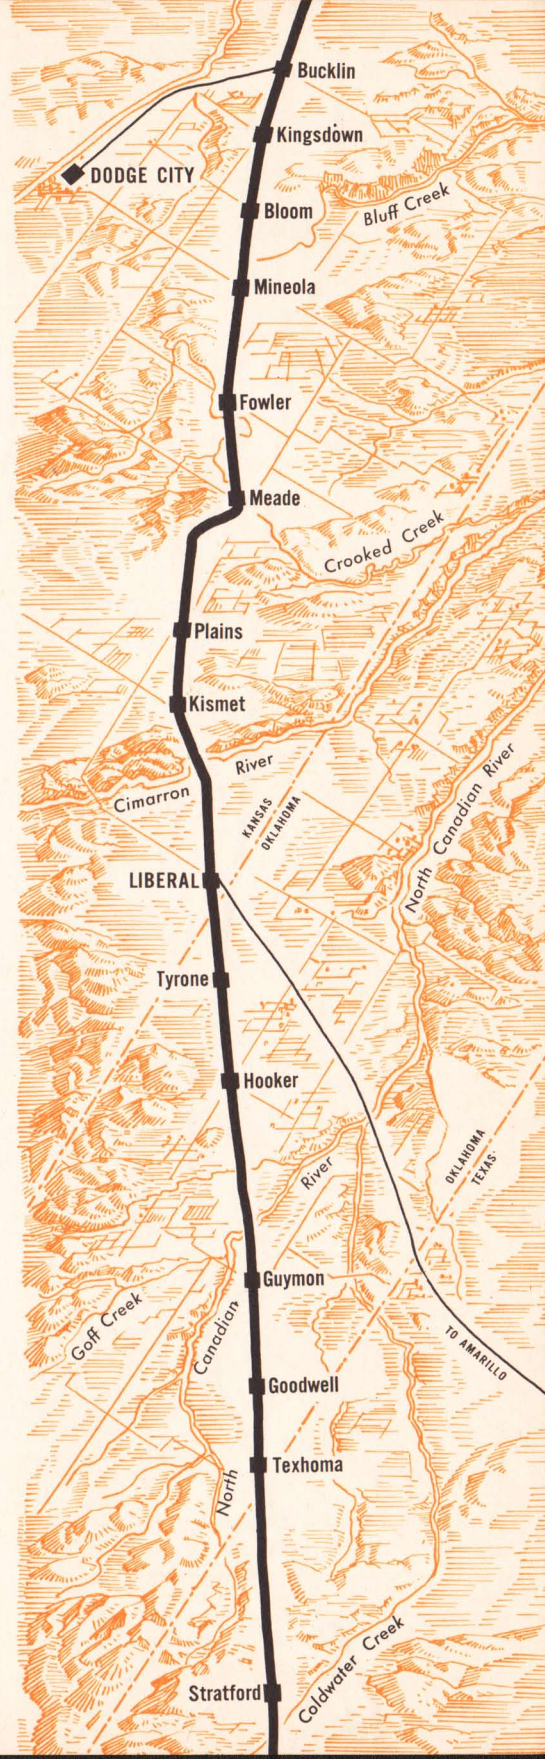 Bucklin
Kingsdown
DODGE CITY
Bluff Creek
Bloom
Mineola
Fowler
Meade
Crooked Creek
Plains
Kismet
Cimarron River
KANSAS
OKLAHOMA
North Canadian River
LIBERAL
Tyrone
Hooker
OKLAHOMA
TEXAS
River
Guymon
Goff Creek
Canadian
TO AMARILLO
Goodwell
Texhoma
North
Coldwater Creek
Stratford